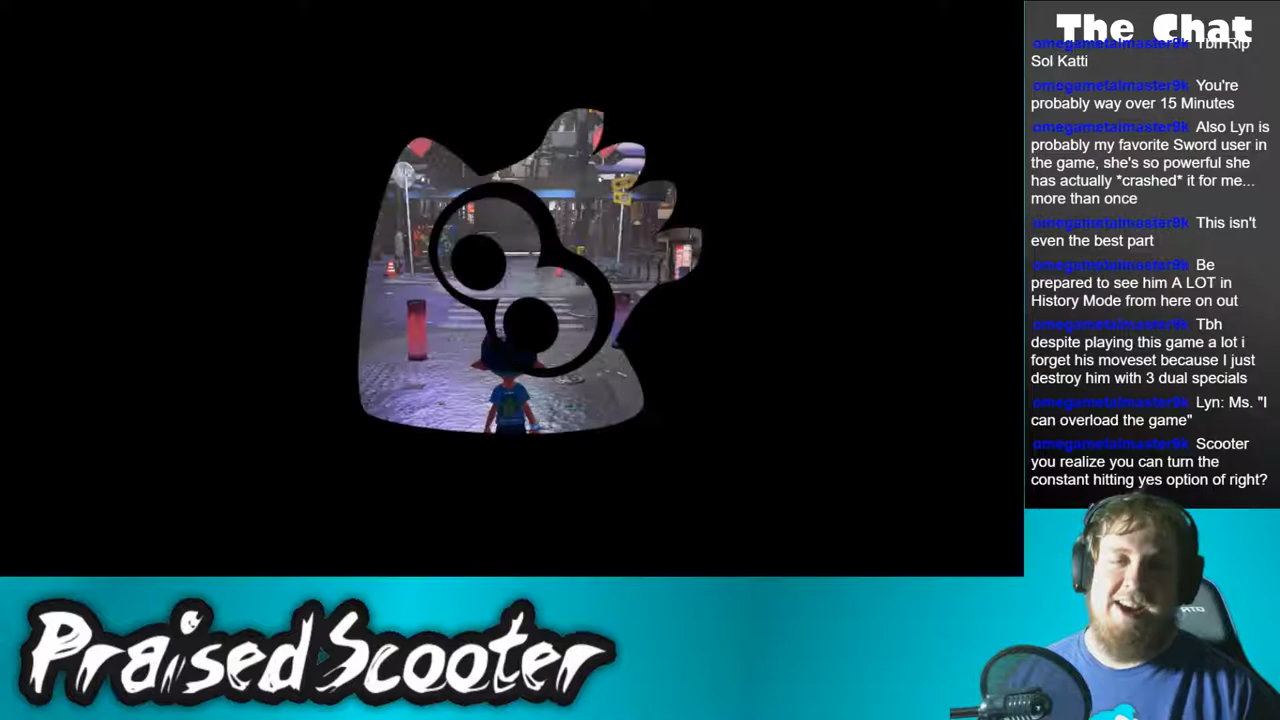 The Chat
omegametalmaster9k Tbh Rip
Sol Katti
omegametalmaster9k You're
probably way over 15 Minutes
omegametalmaster9k Also Lyn is
probably my favorite Sword user in
the game, she's so powerful she
has actually *crashed* it for me...
more than once
omegametalmaster9k This isn't
even the best part
omegametalmaster9k Be
prepared to see him A LOT in
History Mode from here on out
omegametalmaster9k Tbh
despite playing this game a lot i
forget his moveset because I just
destroy him with 3 dual specials
omegametalmaster9k Lyn: Ms. "I
can overload the game"
omegametalmaster9k Scooter
you realize you can turn the
constant hitting yes option of right?
PraisedScooter